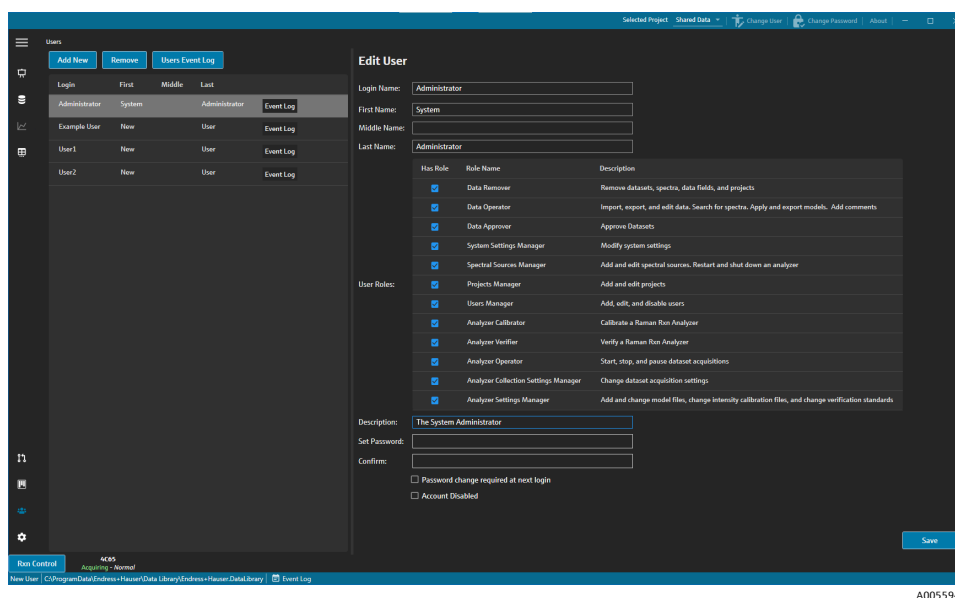 Selected Project Shared Data Change User Change Password About
Users
Add New Remove Users Event Log
Login First Middle Last
Administrator System Administrator Event Log
Example User New User Event Log
User1 New User Event Log
User2 New User Event Log
Edit User
Login Name: Administrator
First Name: System
Middle Name:
Last Name: Administrator
User Roles:
Has Role Role Name Description
Data Remover Remove datasets, spectra, data fields, and projects
Data Operator Import, export, and edit data. Search for spectra. Apply and export models. Add comments
Data Approver Approve Datasets
System Settings Manager Modify system settings
Spectral Sources Manager Add and edit spectral sources. Restart and shut down an analyzer
Projects Manager Add and edit projects
Users Manager Add, edit, and disable users
Analyzer Calibrator Calibrate a Raman Rxn Analyzer
Analyzer Verifier Verify a Raman Rxn Analyzer
Analyzer Operator Start, stop, and pause dataset acquisitions
Analyzer Collection Settings Manager Change dataset acquisition settings
Analyzer Settings Manager Add and change model files, change intensity calibration files, and change verification standards
Description: The System Administrator
Set Password:
Confirm:
Password change required at next login
Account Disabled
Save
Rxn Control
4C65
Acquiring - Normal
New User C:\ProgramData\Endress+Hauser\Data Library\Endress+Hauser.DataLibrary Event Log